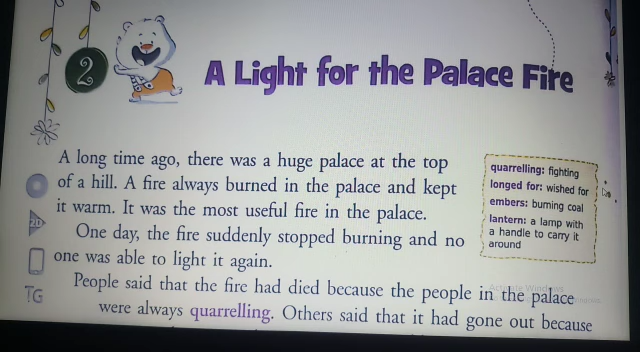 2
A Light for the Palace Fire
A long time ago, there was a huge palace at the top
of a hill. A fire always burned in the palace and kept
it warm. It was the most useful fire in the palace.
One day, the fire suddenly stopped burning and no
one was able to light it again.
People said that the fire had died because the people in the palace
were always quarrelling. Others said that it had gone out because
quarrelling: fighting
longed for: wished for
embers: burning coal
lantern: a lamp with
a handle to carry it
around
2D
TG
Activate Windows